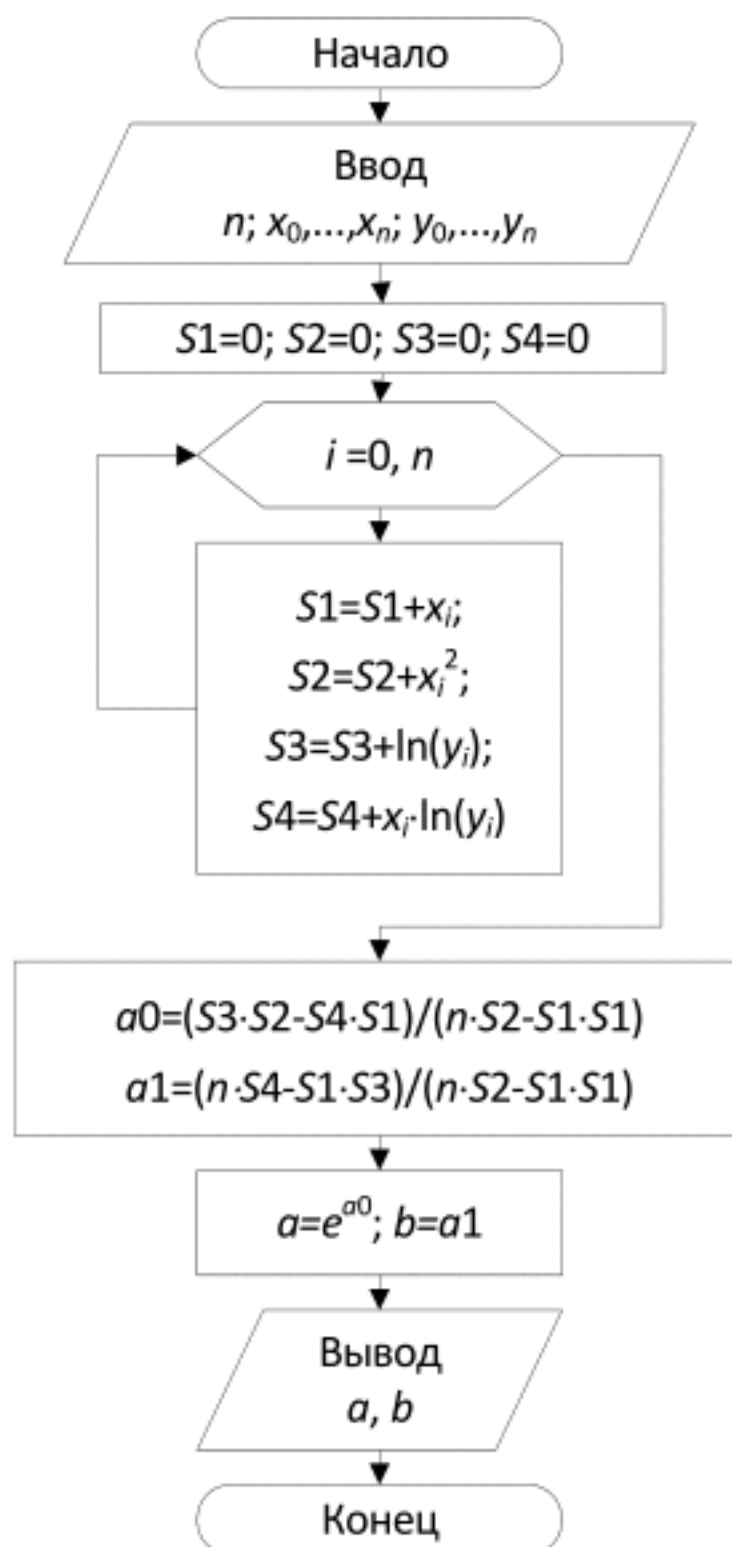 Начало
Ввод
n; x₀,...,xₙ; y₀,...,yₙ
S1=0; S2=0; S3=0; S4=0
i =0, n
S1=S1+xᵢ;
S2=S2+xᵢ²;
S3=S3+ln(yᵢ);
S4=S4+xᵢ·ln(yᵢ)
a0=(S3·S2-S4·S1)/(n·S2-S1·S1)
a1=(n·S4-S1·S3)/(n·S2-S1·S1)
a=eᵃ⁰; b=a1
Вывод
a, b
Конец